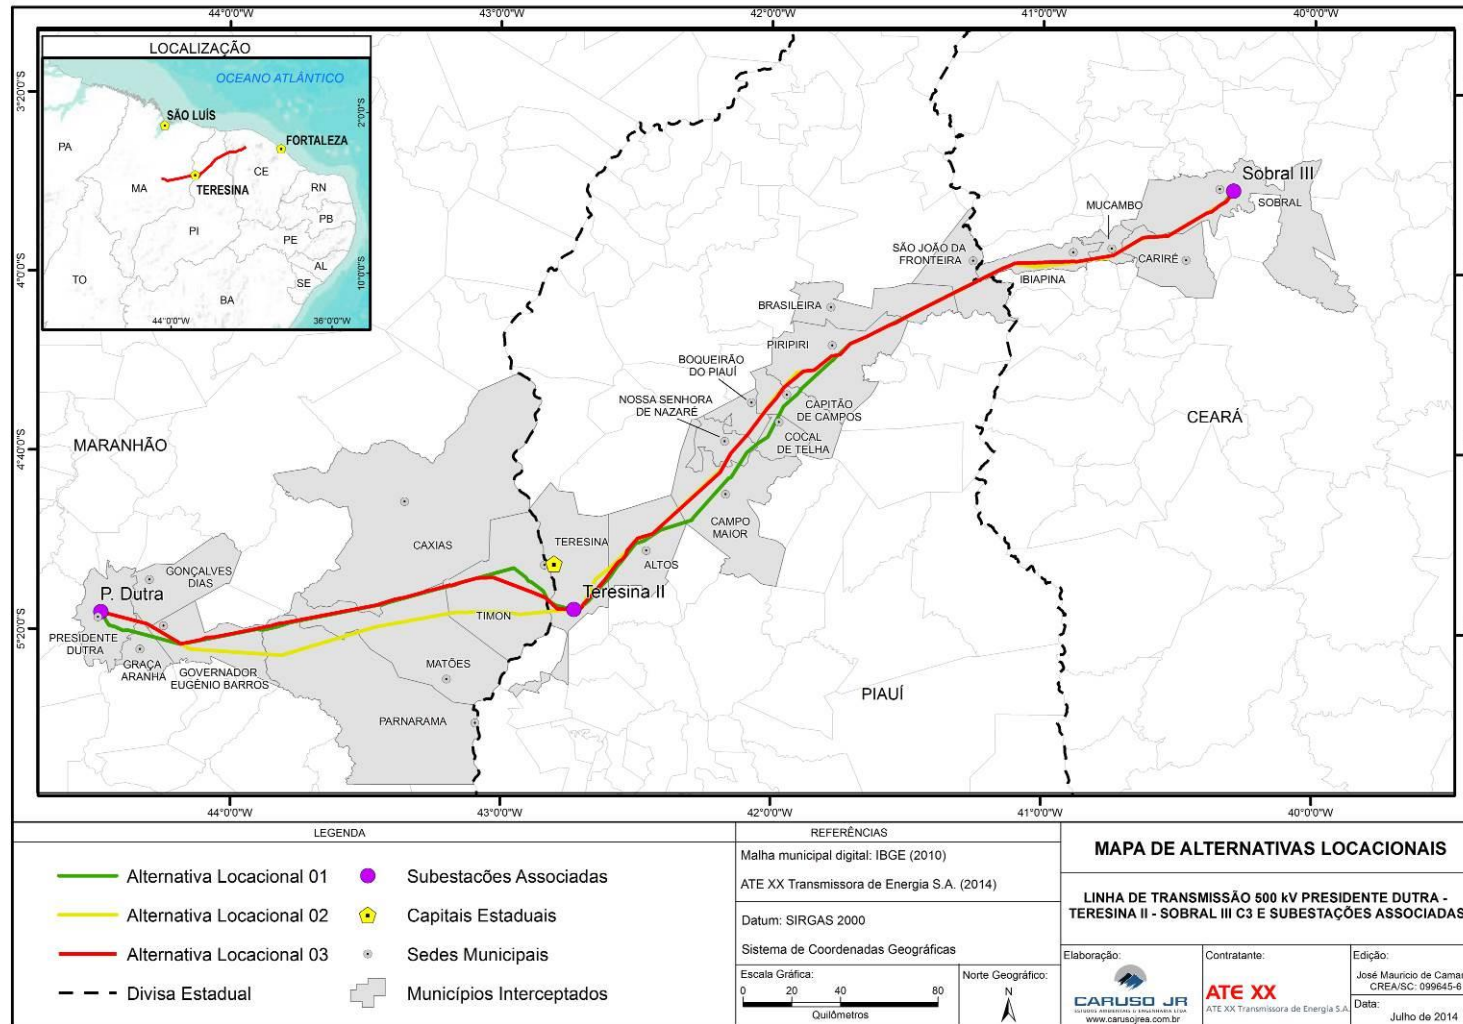 44°0'0"W
43°0'0"W
42°0'0"W
41°0'0"W
40°0'0"W
LOCALIZAÇÃO
OCEANO ATLÂNTICO
SÃO LUÍS
FORTALEZA
TERESINA
PA
MA
CE
RN
PB
PI
PE
AL
SE
TO
BA
2°0'0"S
10°0'0"S
44°0'0"W
36°0'0"W
3°20'0"S
4°0'0"S
4°40'0"S
5°20'0"S
Sobral III
SOBRAL
MUCAMBO
SÃO JOÃO DA
FRONTEIRA
CARIRÉ
IBIAPINA
BRASILEIRA
PIRIPIRI
BOQUEIRÃO
DO PIAUÍ
NOSSA SENHORA
DE NAZARÉ
CAPITÃO
DE CAMPOS
COCAL
DE TELHA
CEARÁ
MARANHÃO
CAMPO
MAIOR
TERESINA
ALTOS
CAXIAS
GONÇALVES
DIAS
P. Dutra
Teresina II
TIMON
PRESIDENTE
DUTRA
GRAÇA
ARANHA
GOVERNADOR
EUGÊNIO BARROS
MATÕES
PARNARAMA
PIAUÍ
44°0'0"W
43°0'0"W
42°0'0"W
41°0'0"W
40°0'0"W
LEGENDA
Alternativa Locacional 01
Alternativa Locacional 02
Alternativa Locacional 03
Divisa Estadual
Subestacões Associadas
Capitais Estaduais
Sedes Municipais
Municípios Interceptados
REFERÊNCIAS
Malha municipal digital: IBGE (2010)
ATE XX Transmissora de Energia S.A. (2014)
Datum: SIRGAS 2000
Sistema de Coordenadas Geográficas
Escala Gráfica:
0 20 40 80
Quilômetros
Norte Geográfico:
N
MAPA DE ALTERNATIVAS LOCACIONAIS
LINHA DE TRANSMISSÃO 500 kV PRESIDENTE DUTRA -
TERESINA II - SOBRAL III C3 E SUBESTAÇÕES ASSOCIADAS
Elaboração:
CARUSO JR
ESTUDOS AMBIENTAIS & ENGENHARIA LTDA
www.carusojrea.com.br
Contratante:
ATE XX
ATE XX Transmissora de Energia S.A.
Edição:
José Mauricio de Camar
CREA/SC: 099645-6
Data:
Julho de 2014